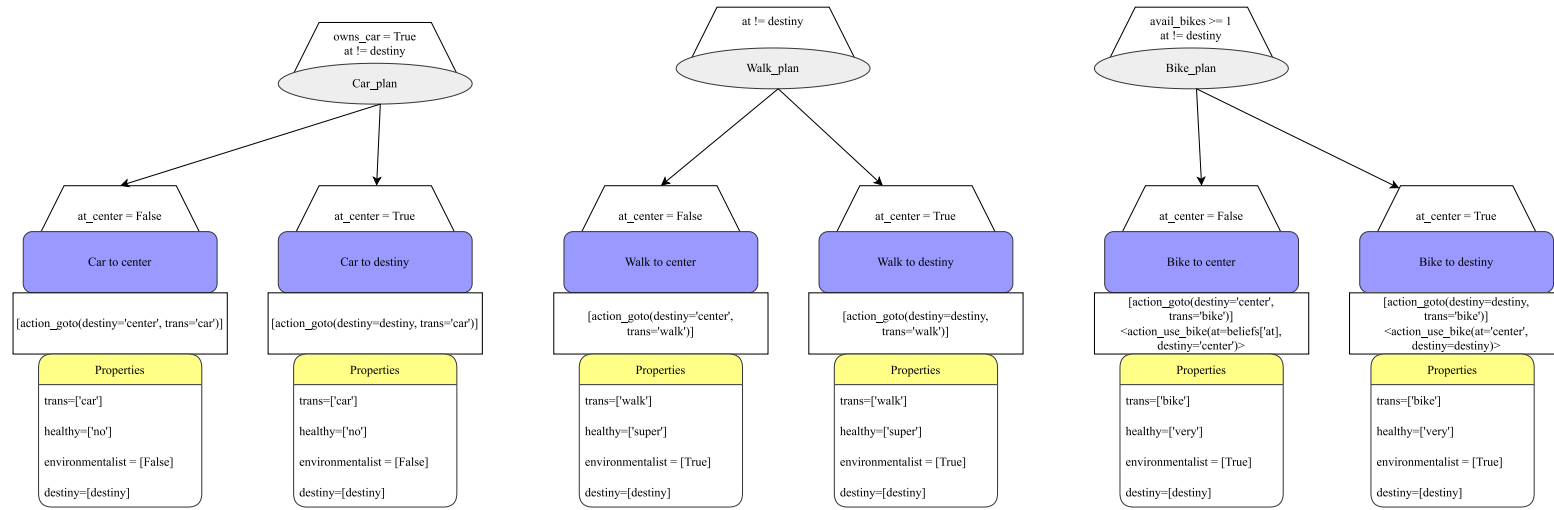 owns_car = True
at != destiny
Car_plan
at != destiny
Walk_plan
avail_bikes >= 1
at != destiny
Bike_plan
at_center = False
Car to center
[action_goto(destiny='center', trans='car')]
Properties
trans=['car']
healthy=['no']
environmentalist = [False]
destiny=[destiny]
at_center = True
Car to destiny
[action_goto(destiny=destiny, trans='car')]
Properties
trans=['car']
healthy=['no']
environmentalist = [False]
destiny=[destiny]
at_center = False
Walk to center
[action_goto(destiny='center',
trans='walk')]
Properties
trans=['walk']
healthy=['super']
environmentalist = [True]
destiny=[destiny]
at_center = True
Walk to destiny
[action_goto(destiny=destiny,
trans='walk')]
Properties
trans=['walk']
healthy=['super']
environmentalist = [True]
destiny=[destiny]
at_center = False
Bike to center
[action_goto(destiny='center',
trans='bike')]
<action_use_bike(at=beliefs['at],
destiny='center')>
Properties
trans=['bike']
healthy=['very']
environmentalist = [True]
destiny=[destiny]
at_center = True
Bike to destiny
[action_goto(destiny=destiny,
trans='bike')]
<action_use_bike(at='center',
destiny=destiny)>
Properties
trans=['bike']
healthy=['very']
environmentalist = [True]
destiny=[destiny]